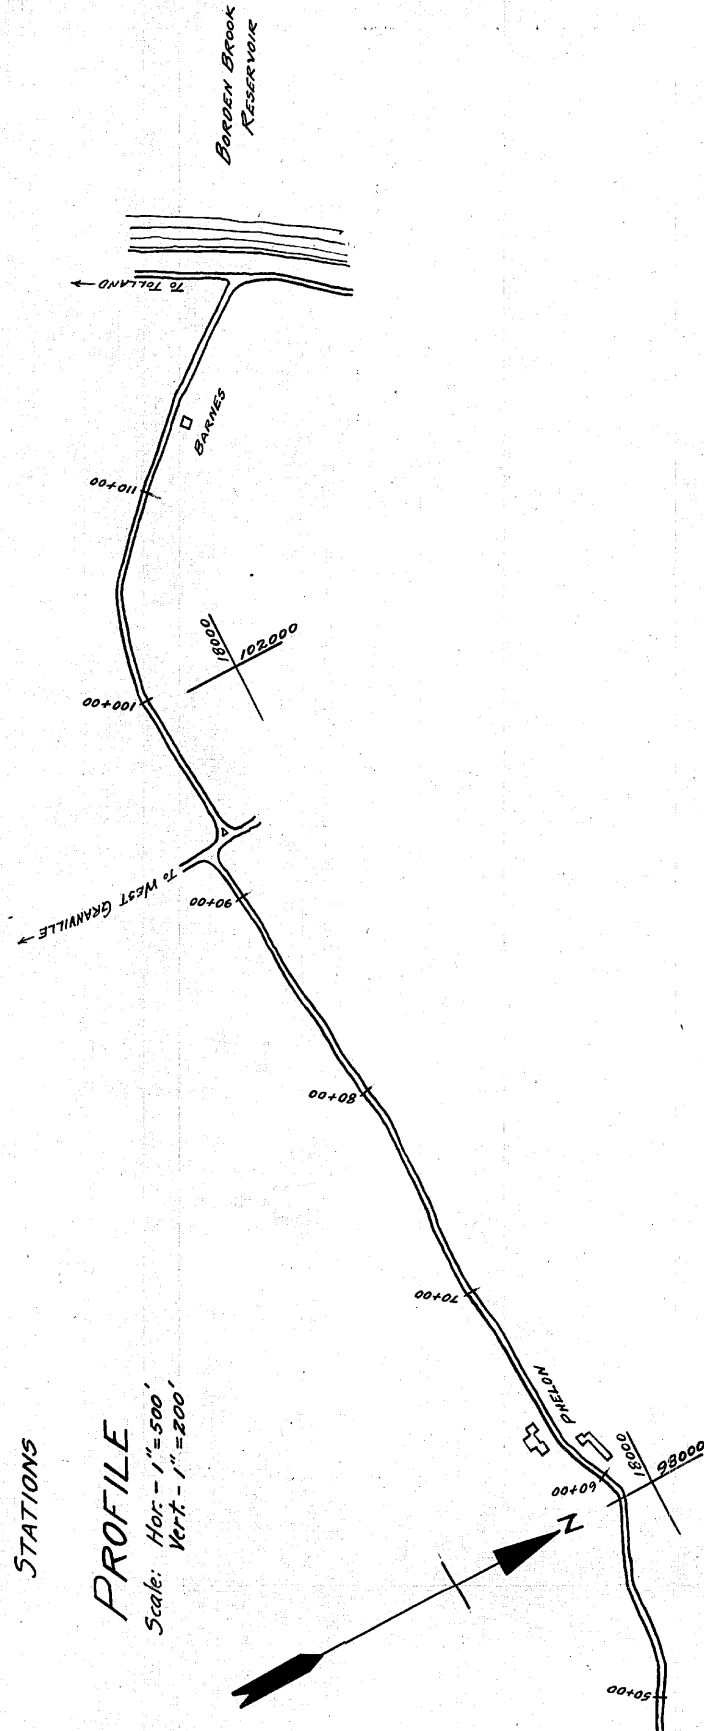 BORDEN BROOK
RESERVOIR
TO TOLLAND
BARNES
110+00
18000
102000
100+00
TO WEST GRANVILLE
90+00
80+00
70+00
PHELON
18000
98000
60+00
N
50+00
STATIONS
PROFILE
Scale: Hor. - 1" = 500'
Vert. - 1" = 200'